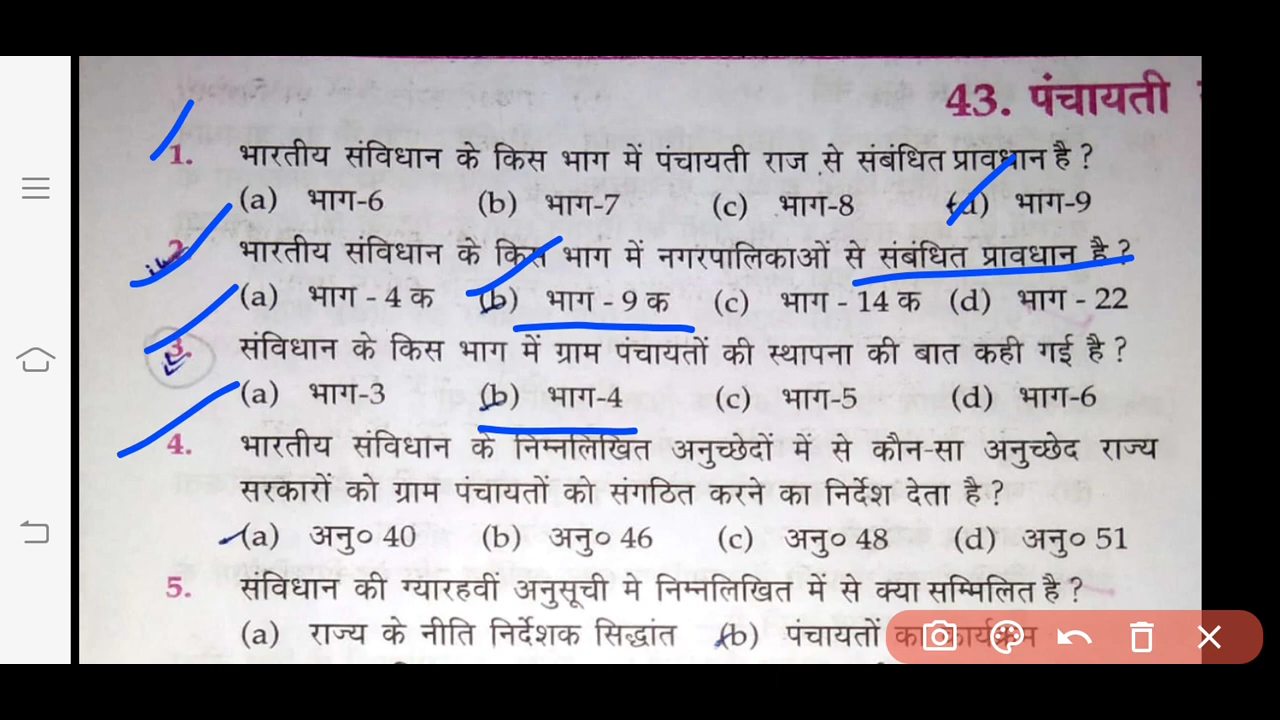 43. पंचायती
1. भारतीय संविधान के किस भाग में पंचायती राज से संबंधित प्रावधान है ?
(a) भाग-6 (b) भाग-7 (c) भाग-8 (d) भाग-9
2. भारतीय संविधान के किस भाग में नगरपालिकाओं से संबंधित प्रावधान है ?
(a) भाग - 4 क (b) भाग - 9 क (c) भाग - 14 क (d) भाग - 22
3. संविधान के किस भाग में ग्राम पंचायतों की स्थापना की बात कही गई है ?
(a) भाग-3 (b) भाग-4 (c) भाग-5 (d) भाग-6
4. भारतीय संविधान के निम्नलिखित अनुच्छेदों में से कौन-सा अनुच्छेद राज्य
सरकारों को ग्राम पंचायतों को संगठित करने का निर्देश देता है ?
(a) अनु० 40 (b) अनु० 46 (c) अनु० 48 (d) अनु० 51
5. संविधान की ग्यारहवीं अनुसूची मे निम्नलिखित में से क्या सम्मिलित है ?
(a) राज्य के नीति निर्देशक सिद्धांत (b) पंचायतों का कार्यक्रम